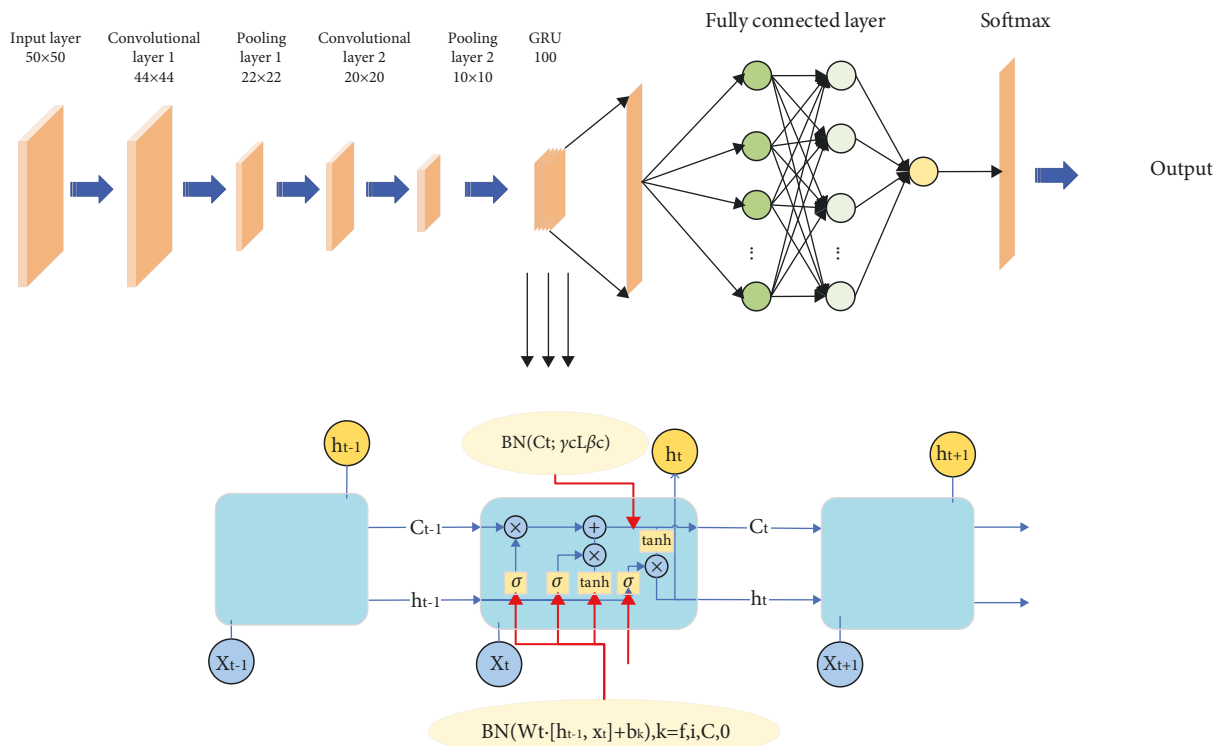 Fully connected layer
Softmax
Input layer
50×50
Convolutional
layer 1
44×44
Pooling
layer 1
22×22
Convolutional
layer 2
20×20
Pooling
layer 2
10×10
GRU
100
...
...
Output
BN(Ct; γcLβc)
ht-1
ht
ht+1
Ct-1
×
+
Ct
tanh
×
×
σ
σ
tanh
σ
ht-1
ht
Xt-1
Xt
Xt+1
BN(Wt·[ht-1, xt]+bk),k=f,i,C,0